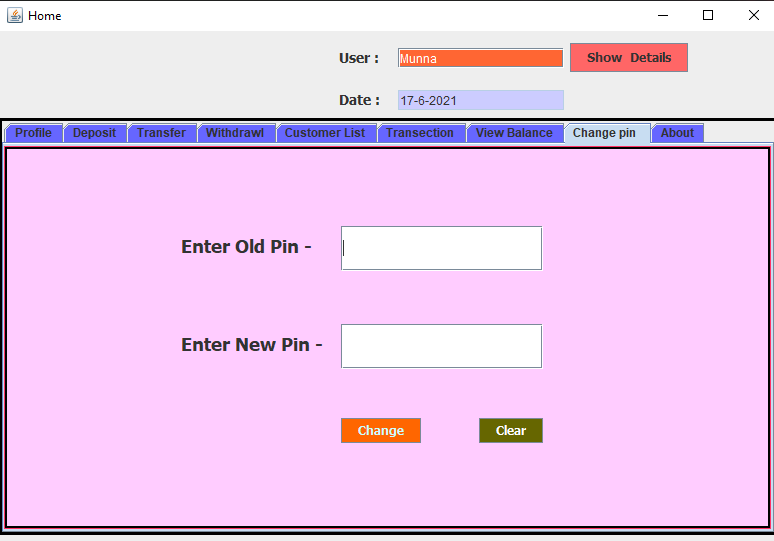 Home
User : Munna Show Details
Date : 17-6-2021
Profile Deposit Transfer Withdrawl Customer List Transection View Balance Change pin About
Enter Old Pin -
Enter New Pin -
Change Clear